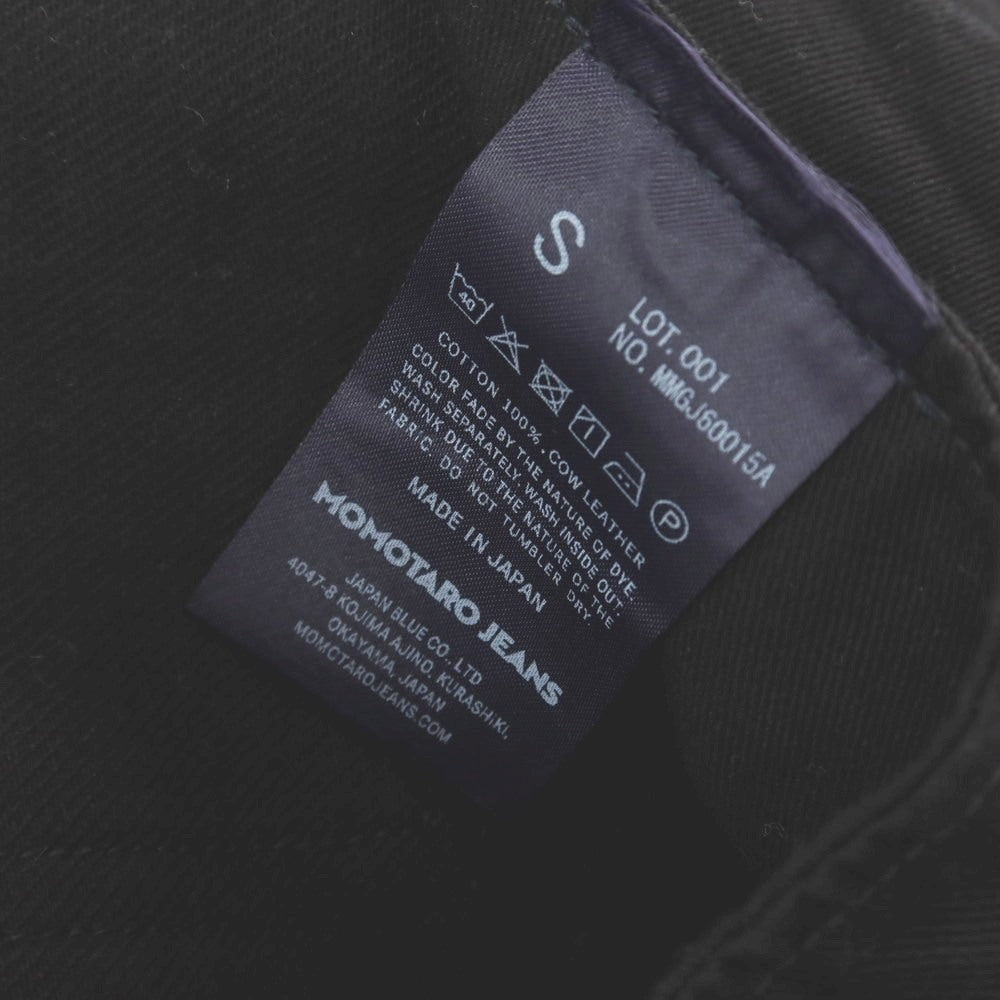 S
LOT. 001
NO. MMGJ60015A
40
1
P
COTTON 100%, COW LEATHER
COLOR FADE BY THE NATURE OF DYE.
WASH SEPARATELY. WASH INSIDE OUT.
SHRINK DUE TO THE NATURE OF THE
FABRIC. DO NOT TUMBLER DRY.
MADE IN JAPAN
MOMOTARO JEANS
JAPAN BLUE CO., LTD
4047-8 KOJIMA AJINO, KURASHIKI,
OKAYAMA, JAPAN
MOMOTAROJEANS.COM